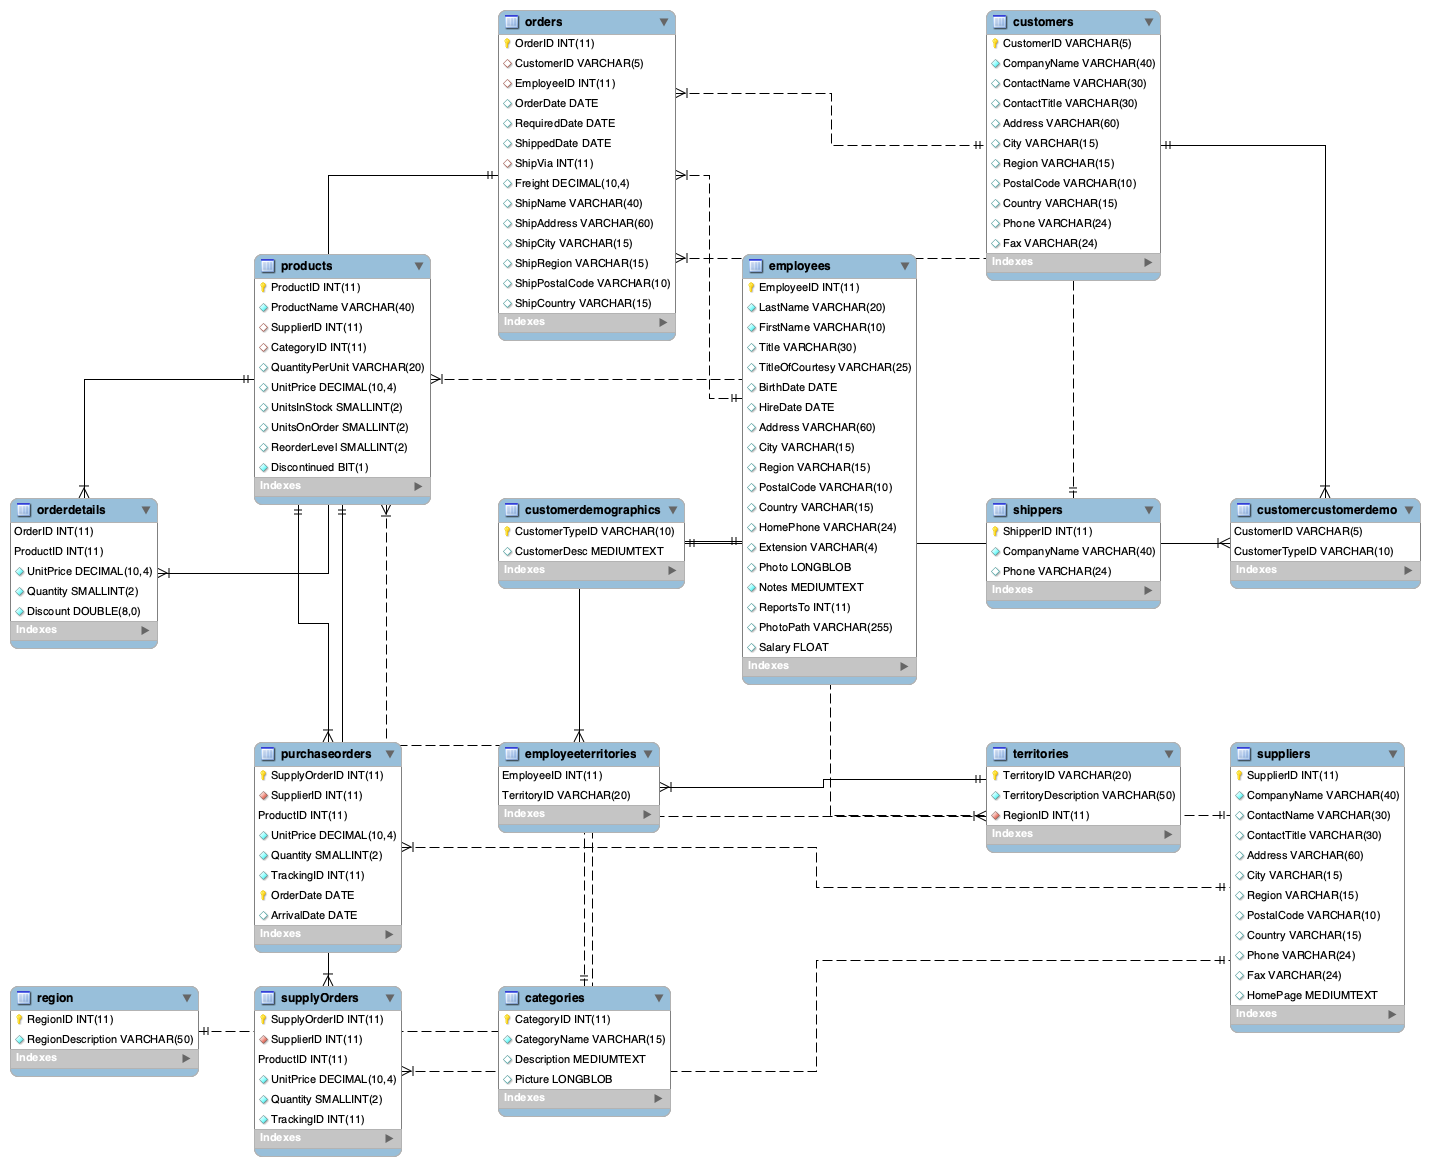 orders
OrderID INT(11)
CustomerID VARCHAR(5)
EmployeeID INT(11)
OrderDate DATE
RequiredDate DATE
ShippedDate DATE
ShipVia INT(11)
Freight DECIMAL(10,4)
ShipName VARCHAR(40)
ShipAddress VARCHAR(60)
ShipCity VARCHAR(15)
ShipRegion VARCHAR(15)
ShipPostalCode VARCHAR(10)
ShipCountry VARCHAR(15)
Indexes
customers
CustomerID VARCHAR(5)
CompanyName VARCHAR(40)
ContactName VARCHAR(30)
ContactTitle VARCHAR(30)
Address VARCHAR(60)
City VARCHAR(15)
Region VARCHAR(15)
PostalCode VARCHAR(10)
Country VARCHAR(15)
Phone VARCHAR(24)
Fax VARCHAR(24)
Indexes
products
ProductID INT(11)
ProductName VARCHAR(40)
SupplierID INT(11)
CategoryID INT(11)
QuantityPerUnit VARCHAR(20)
UnitPrice DECIMAL(10,4)
UnitsInStock SMALLINT(2)
UnitsOnOrder SMALLINT(2)
ReorderLevel SMALLINT(2)
Discontinued BIT(1)
Indexes
employees
EmployeeID INT(11)
LastName VARCHAR(20)
FirstName VARCHAR(10)
Title VARCHAR(30)
TitleOfCourtesy VARCHAR(25)
BirthDate DATE
HireDate DATE
Address VARCHAR(60)
City VARCHAR(15)
Region VARCHAR(15)
PostalCode VARCHAR(10)
Country VARCHAR(15)
HomePhone VARCHAR(24)
Extension VARCHAR(4)
Photo LONGBLOB
Notes MEDIUMTEXT
ReportsTo INT(11)
PhotoPath VARCHAR(255)
Salary FLOAT
Indexes
orderdetails
OrderID INT(11)
ProductID INT(11)
UnitPrice DECIMAL(10,4)
Quantity SMALLINT(2)
Discount DOUBLE(8,0)
Indexes
customerdemographics
CustomerTypeID VARCHAR(10)
CustomerDesc MEDIUMTEXT
Indexes
shippers
ShipperID INT(11)
CompanyName VARCHAR(40)
Phone VARCHAR(24)
Indexes
customercustomerdemo
CustomerID VARCHAR(5)
CustomerTypeID VARCHAR(10)
Indexes
purchaseorders
SupplyOrderID INT(11)
SupplierID INT(11)
ProductID INT(11)
UnitPrice DECIMAL(10,4)
Quantity SMALLINT(2)
TrackingID INT(11)
OrderDate DATE
ArrivalDate DATE
Indexes
employeeterritories
EmployeeID INT(11)
TerritoryID VARCHAR(20)
Indexes
territories
TerritoryID VARCHAR(20)
TerritoryDescription VARCHAR(50)
RegionID INT(11)
Indexes
suppliers
SupplierID INT(11)
CompanyName VARCHAR(40)
ContactName VARCHAR(30)
ContactTitle VARCHAR(30)
Address VARCHAR(60)
City VARCHAR(15)
Region VARCHAR(15)
PostalCode VARCHAR(10)
Country VARCHAR(15)
Phone VARCHAR(24)
Fax VARCHAR(24)
HomePage MEDIUMTEXT
Indexes
region
RegionID INT(11)
RegionDescription VARCHAR(50)
Indexes
supplyOrders
SupplyOrderID INT(11)
SupplierID INT(11)
ProductID INT(11)
UnitPrice DECIMAL(10,4)
Quantity SMALLINT(2)
TrackingID INT(11)
Indexes
categories
CategoryID INT(11)
CategoryName VARCHAR(15)
Description MEDIUMTEXT
Picture LONGBLOB
Indexes